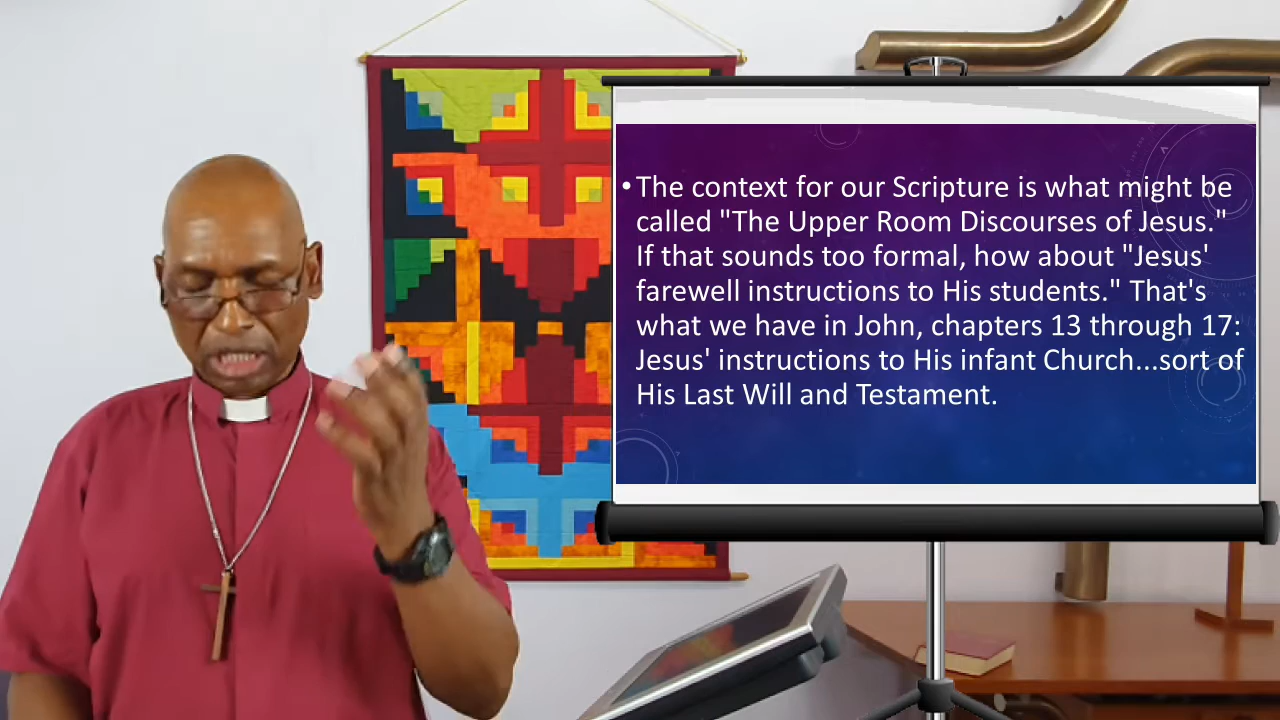 •The context for our Scripture is what might be
called "The Upper Room Discourses of Jesus."
If that sounds too formal, how about "Jesus'
farewell instructions to His students." That's
what we have in John, chapters 13 through 17:
Jesus' instructions to His infant Church...sort of
His Last Will and Testament.